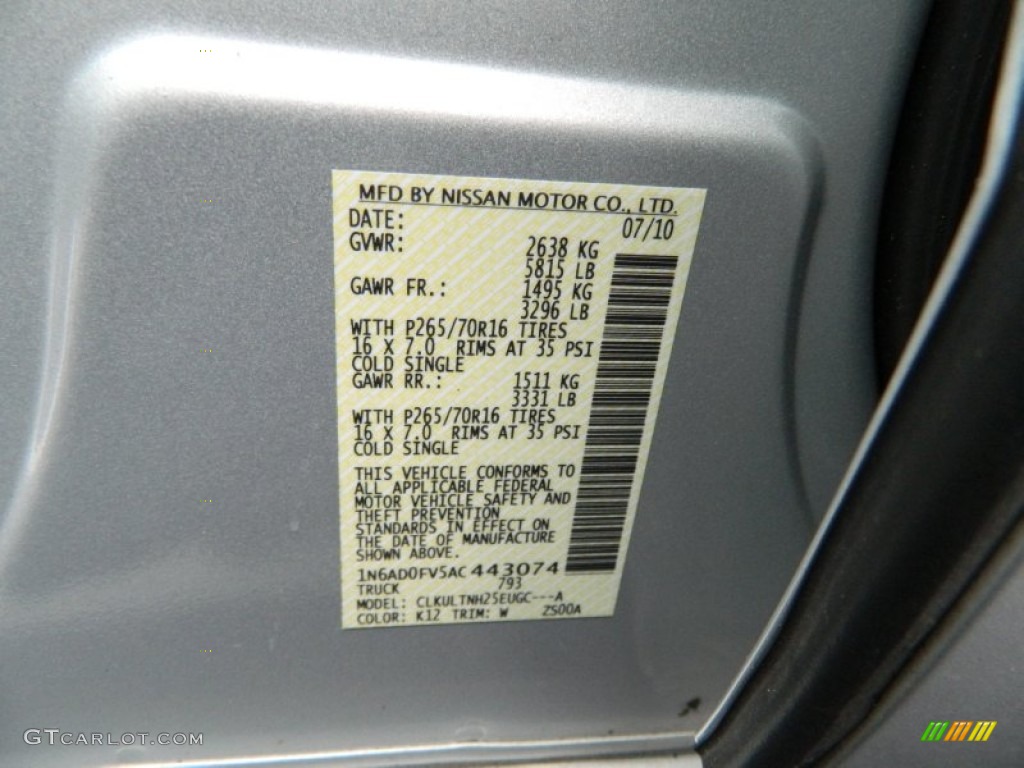 MFD BY NISSAN MOTOR CO., LTD.
DATE: 07/10
GVWR: 2638 KG
5815 LB
GAWR FR.: 1495 KG
3296 LB
WITH P265/70R16 TIRES
16 X 7.0 RIMS AT 35 PSI
COLD SINGLE
GAWR RR.: 1511 KG
3331 LB
WITH P265/70R16 TIRES
16 X 7.0 RIMS AT 35 PSI
COLD SINGLE
THIS VEHICLE CONFORMS TO
ALL APPLICABLE FEDERAL
MOTOR VEHICLE SAFETY AND
THEFT PREVENTION
STANDARDS IN EFFECT ON
THE DATE OF MANUFACTURE
SHOWN ABOVE.
1N6AD0FV5AC443074
TRUCK 793
MODEL: CLKULTNH25EUGC---A
COLOR: K12 TRIM: W ZS00A
GTCARLOT.COM